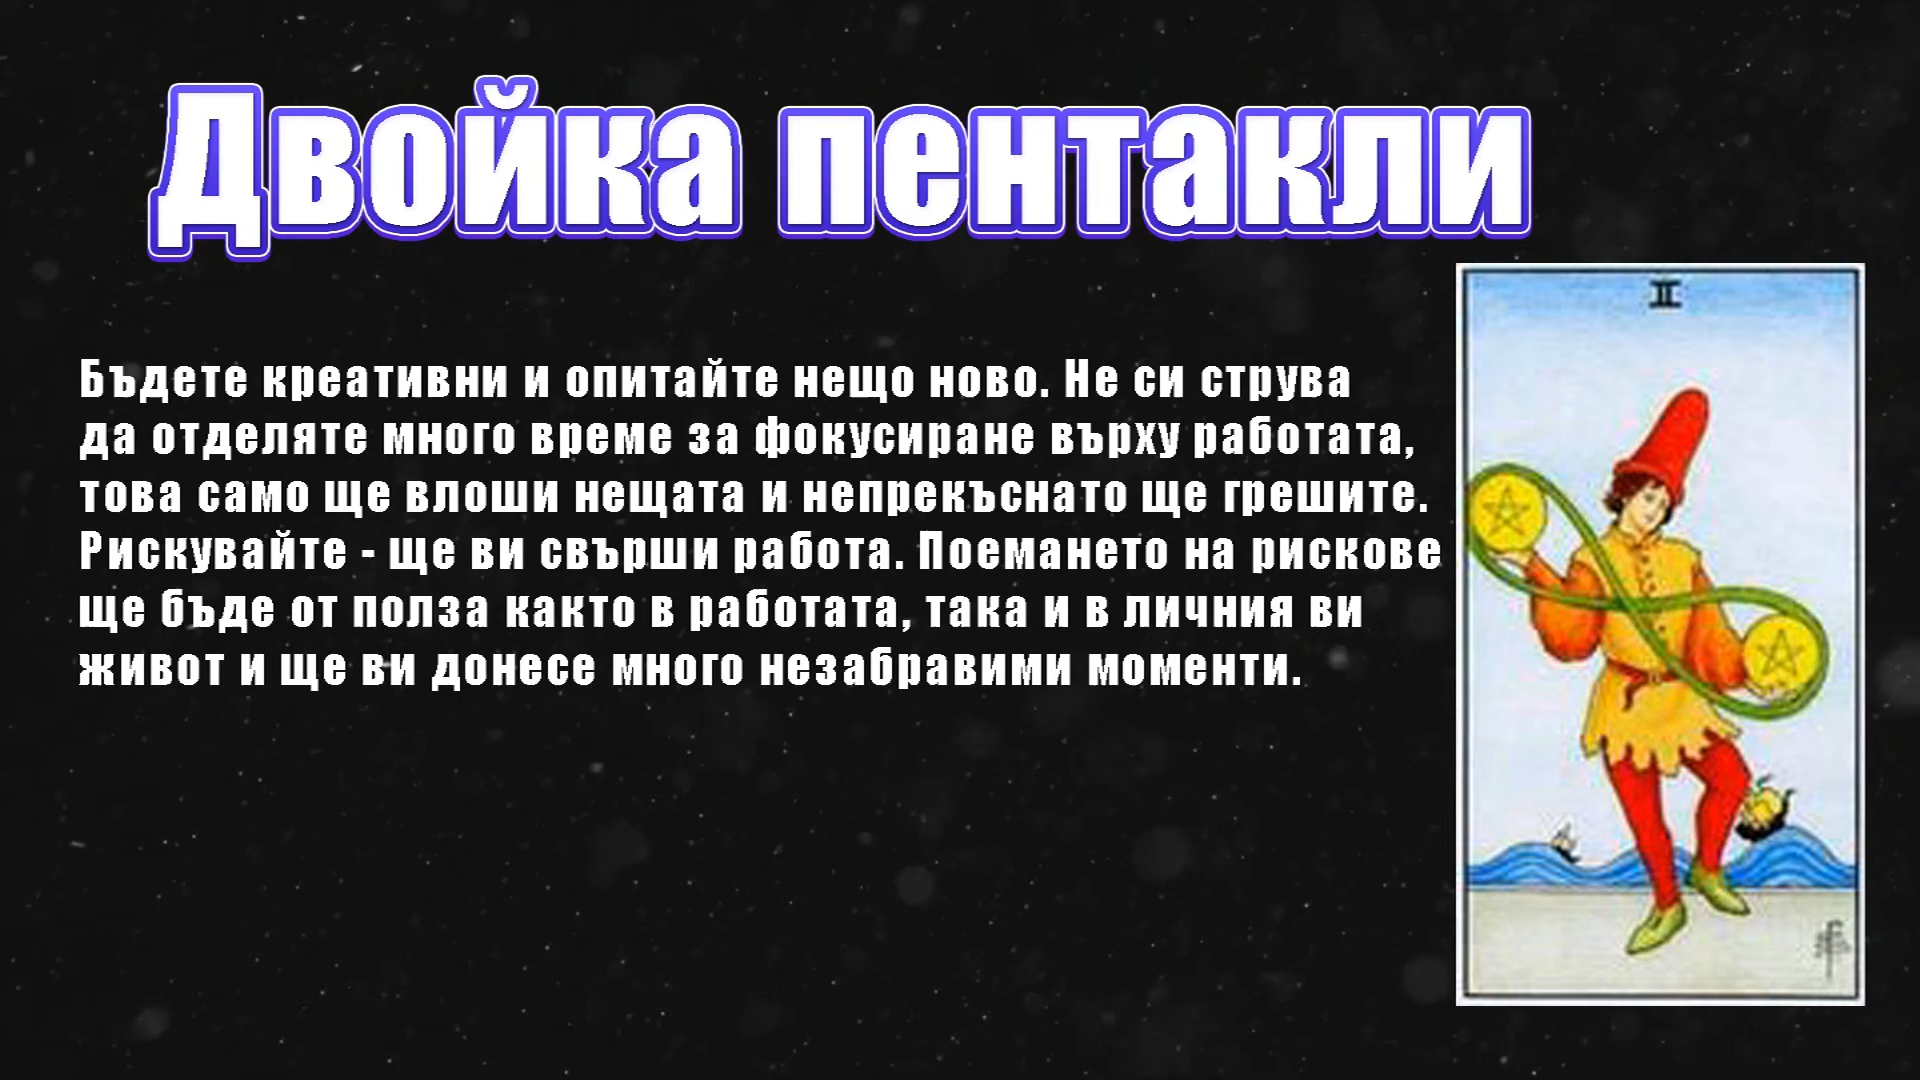 Двойка пентакли
II
Бъдете креативни и опитайте нещо ново. Не си струва
да отделяте много време за фокусиране върху работата,
това само ще влоши нещата и непрекъснато ще грешите.
Рискувайте - ще ви свърши работа. Поемането на рискове
ще бъде от полза както в работата, така и в личния ви
живот и ще ви донесе много незабравими моменти.